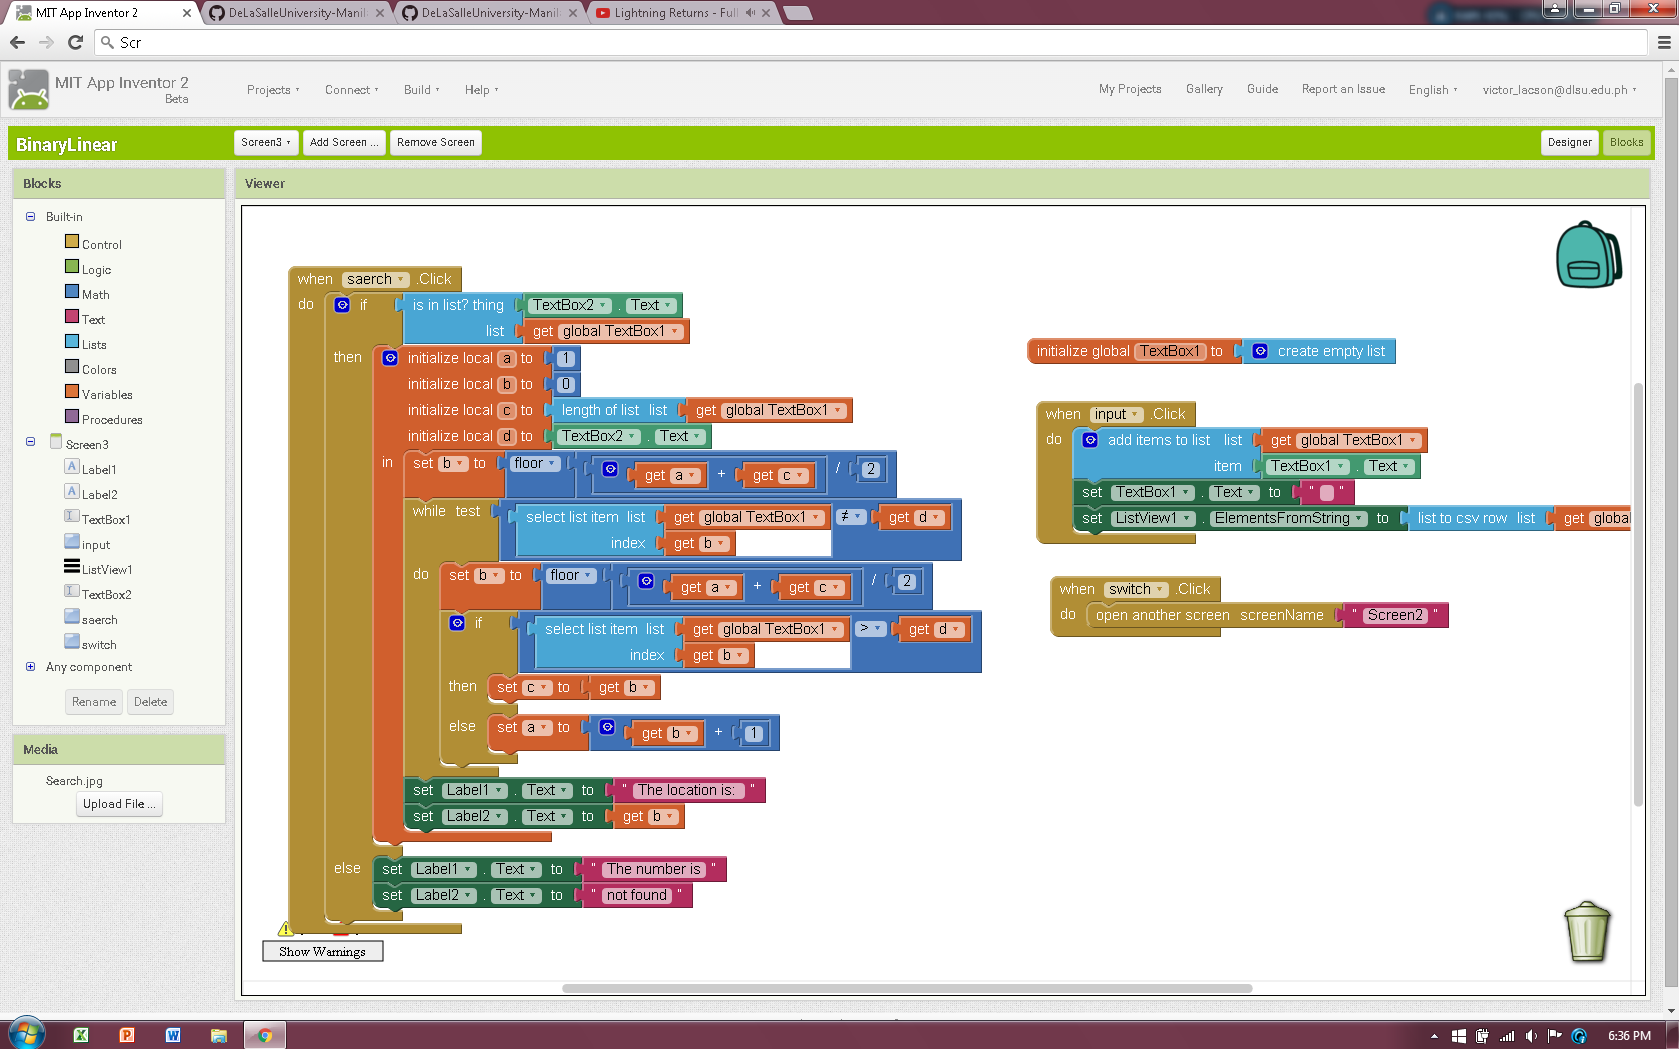 MIT App Inventor 2
DeLaSalleUniversity-Manil
DeLaSalleUniversity-Manil
Lightning Returns - Full
Scr
MIT App Inventor 2
Beta
Projects
Connect
Build
Help
My Projects
Gallery
Guide
Report an Issue
English
victor_lacson@dlsu.edu.ph
BinaryLinear
Screen3
Add Screen ...
Remove Screen
Designer
Blocks
Blocks
Built-in
Control
Logic
Math
Text
Lists
Colors
Variables
Procedures
Screen3
Label1
Label2
TextBox1
input
ListView1
TextBox2
saerch
switch
Any component
Rename
Delete
Media
Search.jpg
Upload File ...
Viewer
when saerch .Click
do if is in list? thing TextBox2 . Text
list get global TextBox1
then initialize local a to 1
initialize local b to 0
initialize local c to length of list list get global TextBox1
initialize local d to TextBox2 . Text
in set b to floor get a + get c / 2
while test select list item list get global TextBox1 ≠ get d
index get b
do set b to floor get a + get c / 2
if select list item list get global TextBox1 > get d
index get b
then set c to get b
else set a to get b + 1
set Label1 . Text to " The location is: "
set Label2 . Text to get b
else set Label1 . Text to " The number is "
set Label2 . Text to " not found "
Show Warnings
initialize global TextBox1 to create empty list
when input .Click
do add items to list list get global TextBox1
item TextBox1 . Text
set TextBox1 . Text to " "
set ListView1 . ElementsFromString to list to csv row list get global
when switch .Click
do open another screen screenName " Screen2 "
6:36 PM